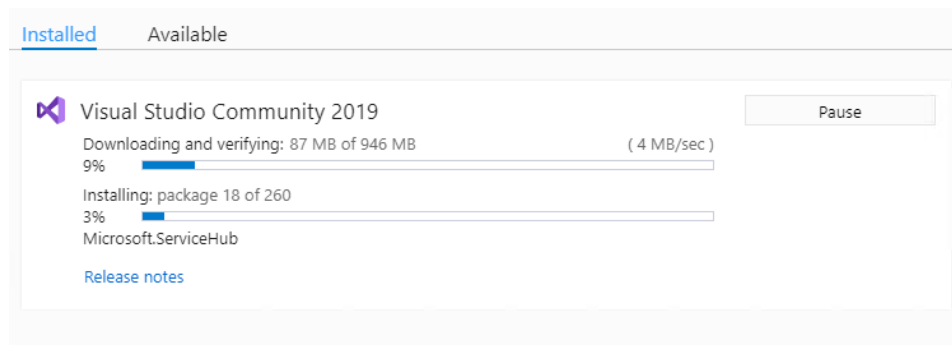 Installed Available
Visual Studio Community 2019 Pause
Downloading and verifying: 87 MB of 946 MB ( 4 MB/sec )
9%
Installing: package 18 of 260
3%
Microsoft.ServiceHub
Release notes